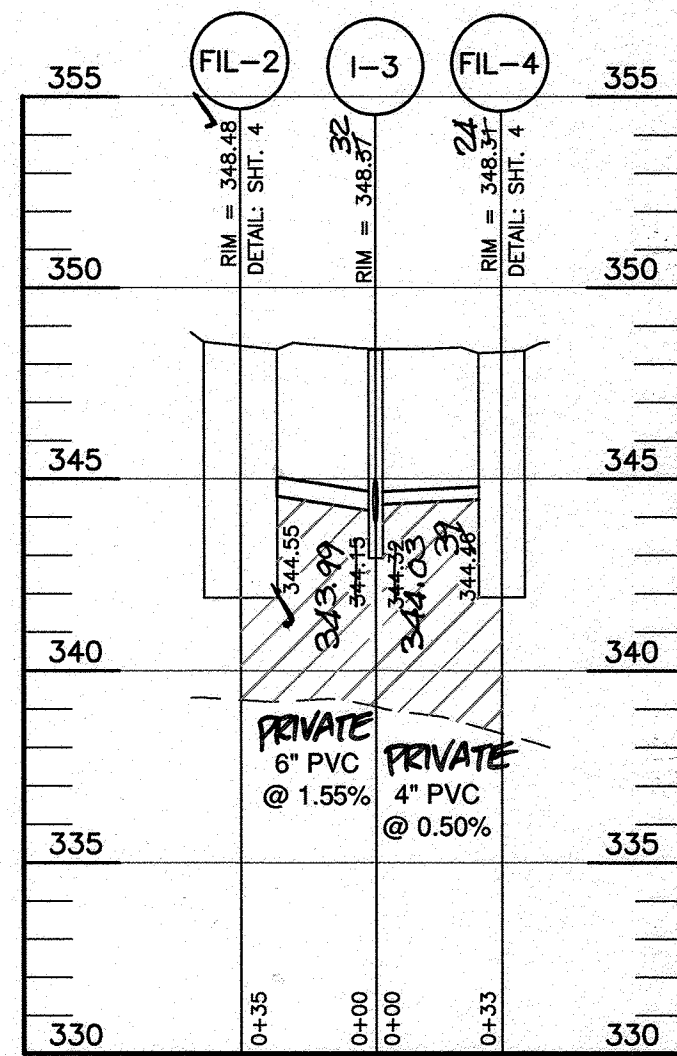 FIL-2
I-3
FIL-4
355
355
RIM = 348.48
DETAIL: SHT. 4
32
RIM = 348.37
24
RIM = 348.31
DETAIL: SHT. 4
350
350
345
345
344.55
343.99
344.15
344.32
344.03
39
344.48
340
340
PRIVATE
6" PVC
@ 1.55%
PRIVATE
4" PVC
@ 0.50%
335
335
0+35
0+00
0+00
0+33
330
330